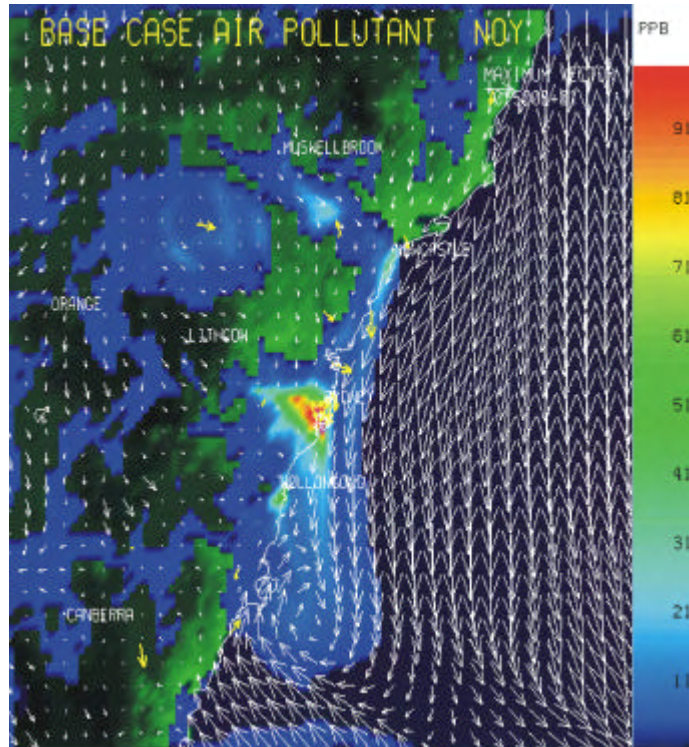 BASE CASE AIR POLLUTANT NOY
PPB
MAXIMUM VECTOR
MUSWELLBROOK
NEWCASTLE
ORANGE
LITHGOW
WOLLONGONG
CANBERRA
91
81
71
61
51
41
31
21
11